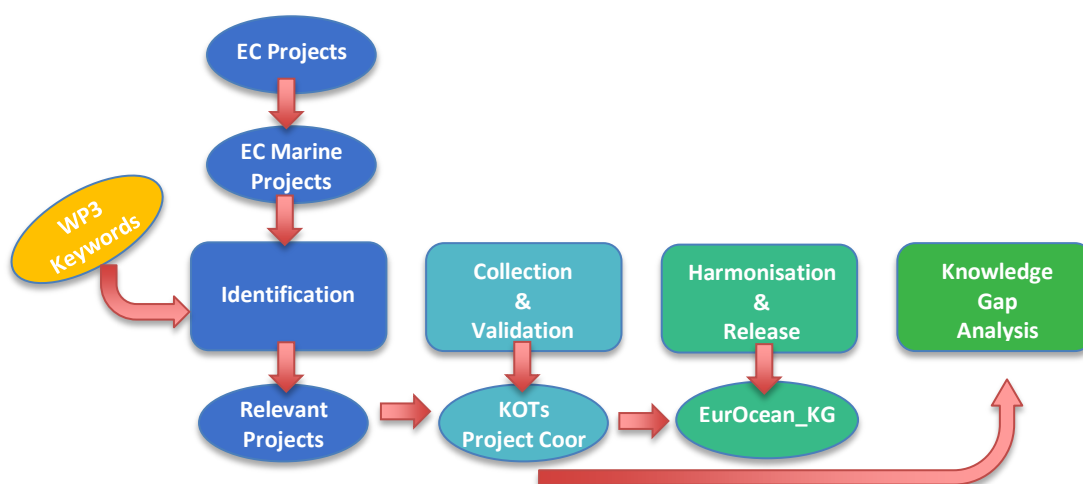 EC Projects
EC Marine
Projects
WP3
Keywords
Identification
Collection
&
Validation
Harmonisation
&
Release
Knowledge
Gap
Analysis
Relevant
Projects
KOTs
Project Coor
EurOcean_KG